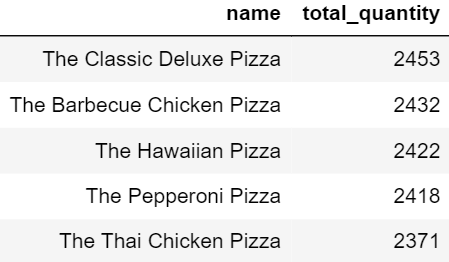 name total_quantity
The Classic Deluxe Pizza 2453
The Barbecue Chicken Pizza 2432
The Hawaiian Pizza 2422
The Pepperoni Pizza 2418
The Thai Chicken Pizza 2371